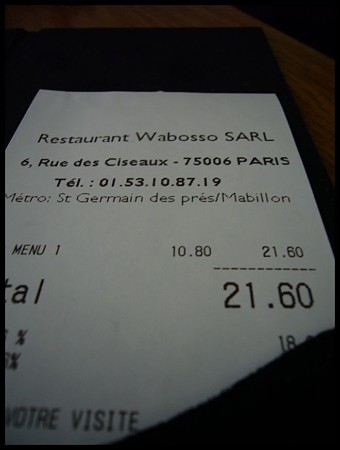 Restaurant Wabosso SARL
6, Rue des Ciseaux - 75006 PARIS
Tél. : 01.53.10.87.19
Métro: St Germain des prés/Mabillon
MENU 1 10.80 21.60
------------
tal 21.60
% 18
%
VOTRE VISITE